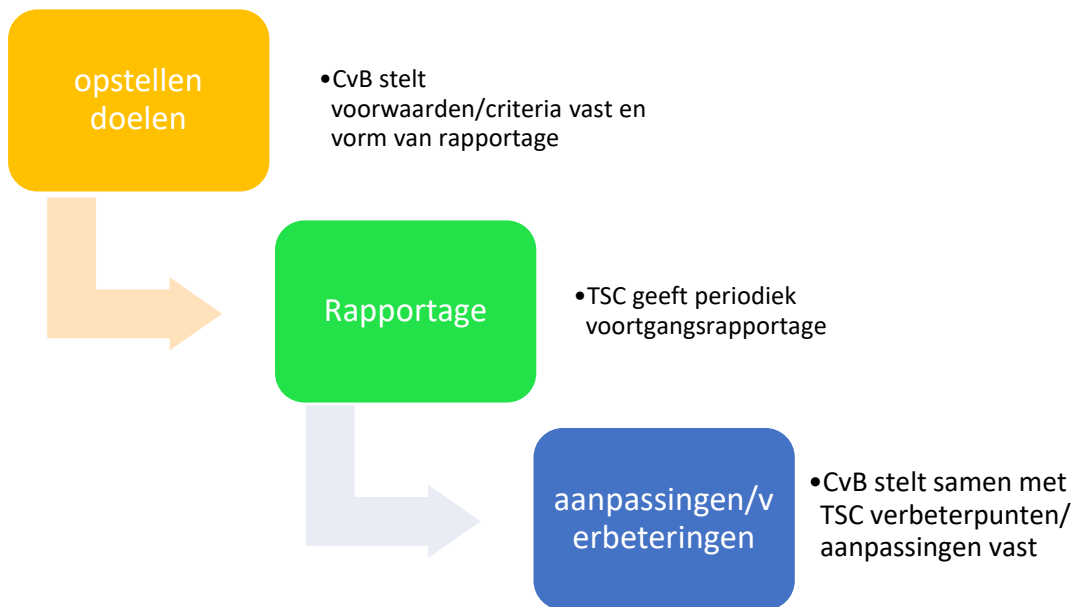 opstellen
doelen
•CvB stelt
voorwaarden/criteria vast en
vorm van rapportage
Rapportage
•TSC geeft periodiek
voortgangsrapportage
aanpassingen/v
erbeteringen
•CvB stelt samen met
TSC verbeterpunten/
aanpassingen vast